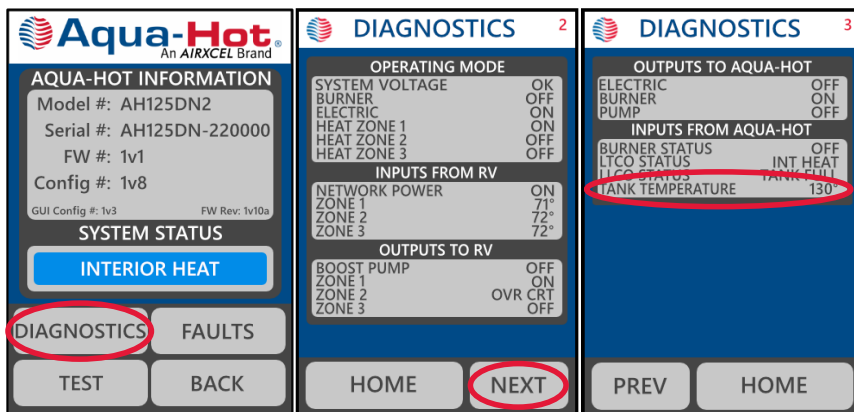 Aqua-Hot®
An AIRXCEL Brand
AQUA-HOT INFORMATION
Model #: AH125DN2
Serial #: AH125DN-220000
FW #: 1v1
Config #: 1v8
GUI Config #: 1v3 FW Rev: 1v10a
SYSTEM STATUS
INTERIOR HEAT
DIAGNOSTICS FAULTS
TEST BACK
DIAGNOSTICS 2
OPERATING MODE
SYSTEM VOLTAGE OK
BURNER OFF
ELECTRIC ON
HEAT ZONE 1 ON
HEAT ZONE 2 OFF
HEAT ZONE 3 OFF
INPUTS FROM RV
NETWORK POWER ON
ZONE 1 71°
ZONE 2 72°
ZONE 3 72°
OUTPUTS TO RV
BOOST PUMP OFF
ZONE 1 ON
ZONE 2 OVR CRT
ZONE 3 OFF
HOME NEXT
DIAGNOSTICS 3
OUTPUTS TO AQUA-HOT
ELECTRIC OFF
BURNER ON
PUMP OFF
INPUTS FROM AQUA-HOT
BURNER STATUS OFF
LTCO STATUS INT HEAT
LLCO STATUS TANK FULL
TANK TEMPERATURE 130°
PREV HOME